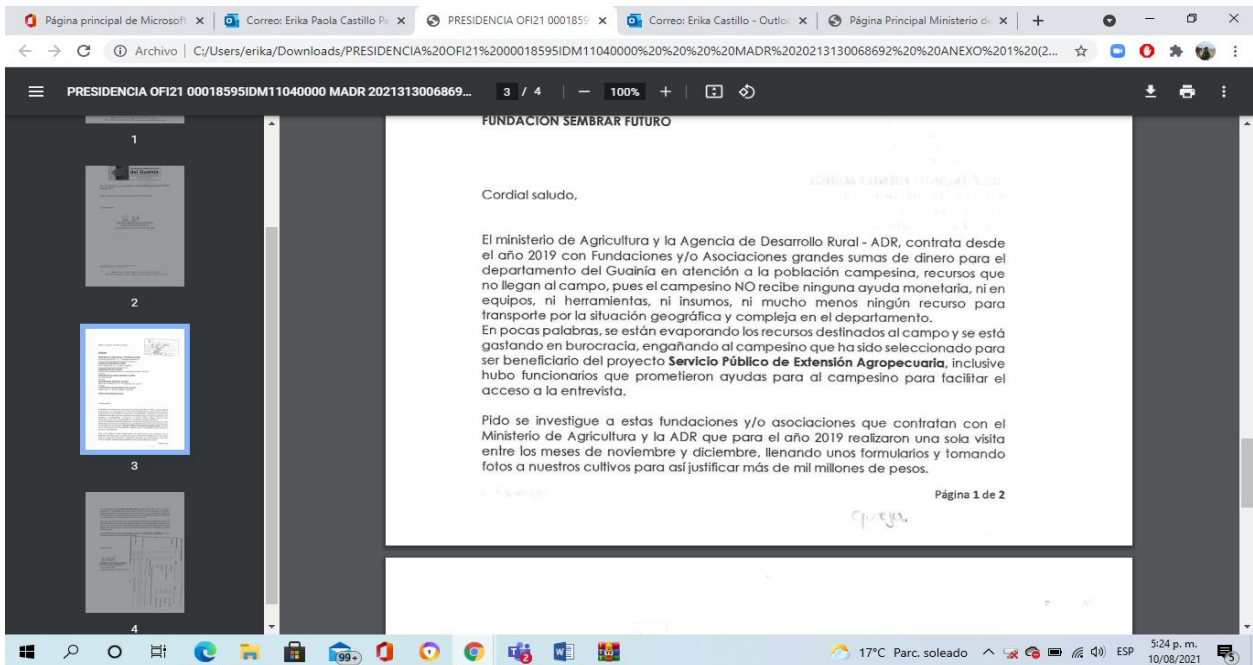 Página principal de Microsoft
Correo: Erika Paola Castillo Pe
PRESIDENCIA OFI21 0001859
Correo: Erika Castillo - Outloo
Página Principal Ministerio de
Archivo
C:/Users/erika/Downloads/PRESIDENCIA%20OFI21%2000018595IDM11040000%20%20%20%20MADR%2020213130068692%20%20ANEXO%201%20(2...
PRESIDENCIA OFI21 00018595IDM11040000 MADR 2021313006869...
3 / 4
100%
1
del Guainía
2
3
4
FUNDACION SEMBRAR FUTURO
Cordial saludo,
El ministerio de Agricultura y la Agencia de Desarrollo Rural - ADR, contrata desde
el año 2019 con Fundaciones y/o Asociaciones grandes sumas de dinero para el
departamento del Guainía en atención a la población campesina, recursos que
no llegan al campo, pues el campesino NO recibe ninguna ayuda monetaria, ni en
equipos, ni herramientas, ni insumos, ni mucho menos ningún recurso para
transporte por la situación geográfica y compleja en el departamento.
En pocas palabras, se están evaporando los recursos destinados al campo y se está
gastando en burocracia, engañando al campesino que ha sido seleccionado para
ser beneficiario del proyecto Servicio Público de Extensión Agropecuaria, inclusive
hubo funcionarios que prometieron ayudas para al campesino para facilitar el
acceso a la entrevista.
Pido se investigue a estas fundaciones y/o asociaciones que contratan con el
Ministerio de Agricultura y la ADR que para el año 2019 realizaron una sola visita
entre los meses de noviembre y diciembre, llenando unos formularios y tomando
fotos a nuestros cultivos para así justificar más de mil millones de pesos.
Página 1 de 2
queja
99+
2
17°C Parc. soleado
ESP
5:24 p. m.
10/08/2021
5